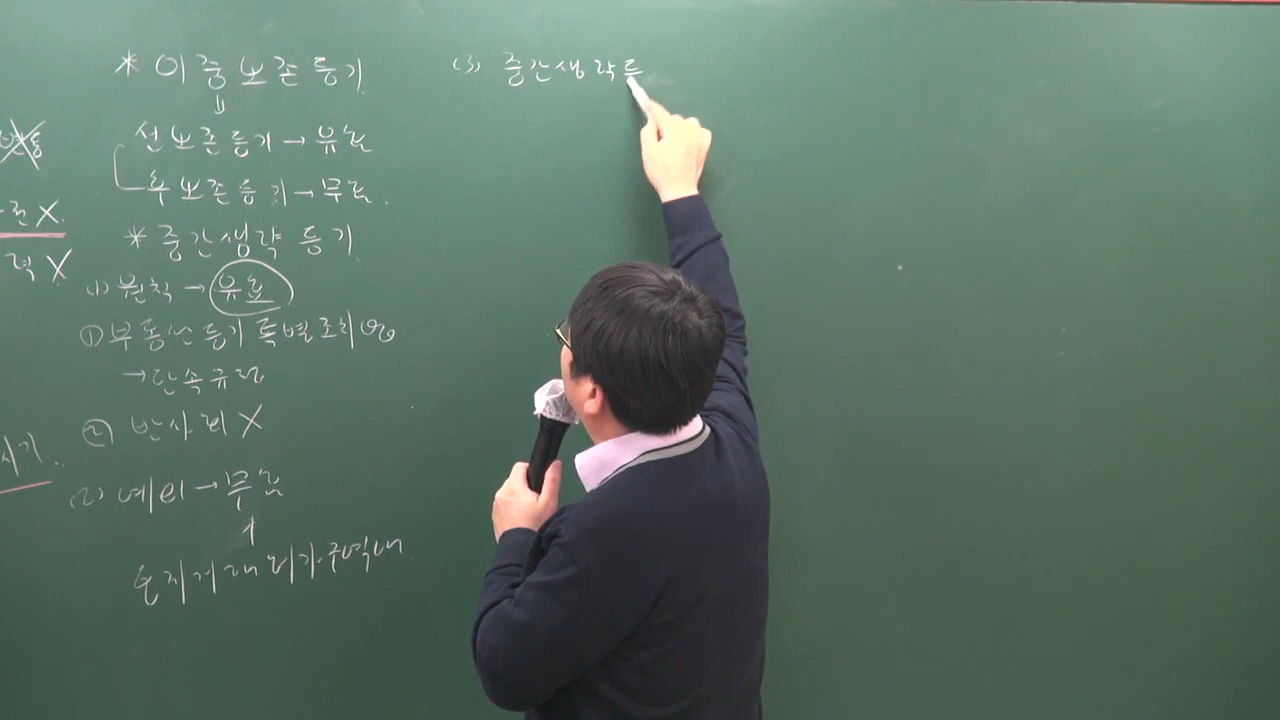 * 이중보존등기
⇓
선보존등기 → 유효
후보존등기 → 무효.
* 중간생략 등기
(1) 원칙 → 유효
① 부동산등기특별조치법
→ 단속규정
② 반사회 X
(2) 예외 → 무효
↑
토지거래허가구역내
(3) 중간생략등